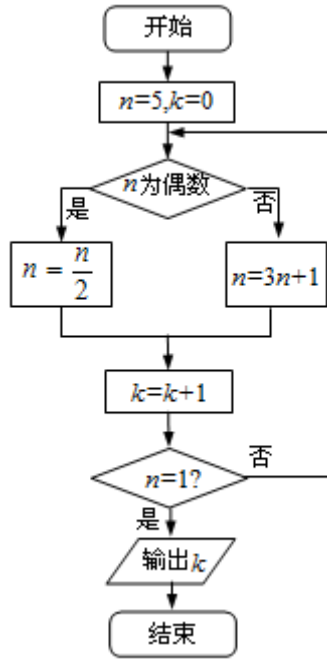 开始
n=5,k=0
n为偶数
是
否
n = n/2
n=3n+1
k=k+1
n=1?
否
是
输出k
结束